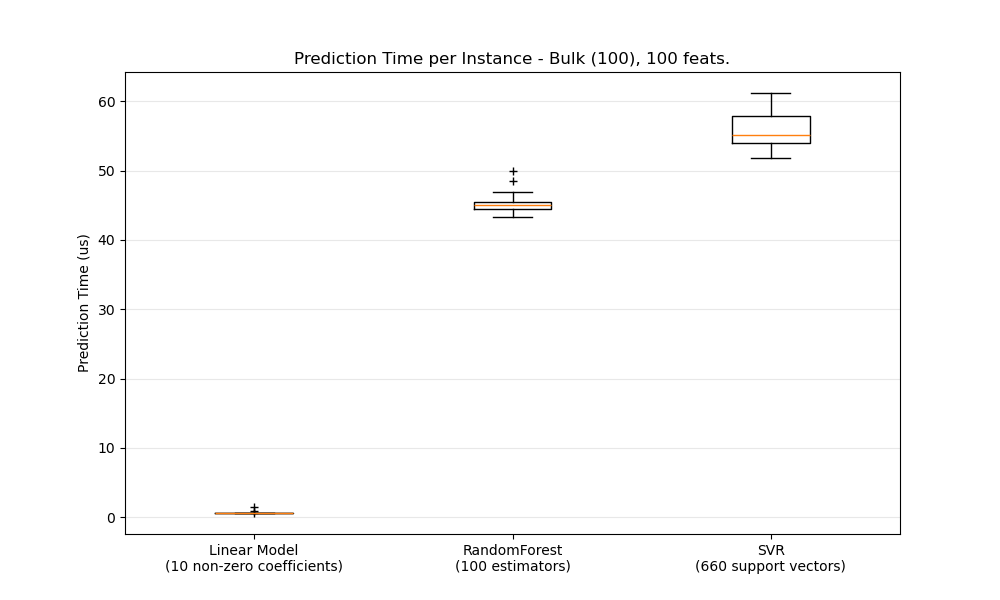 Prediction Time per Instance - Bulk (100), 100 feats.
Prediction Time (us)
60
50
40
30
20
10
0
Linear Model
(10 non-zero coefficients)
RandomForest
(100 estimators)
SVR
(660 support vectors)